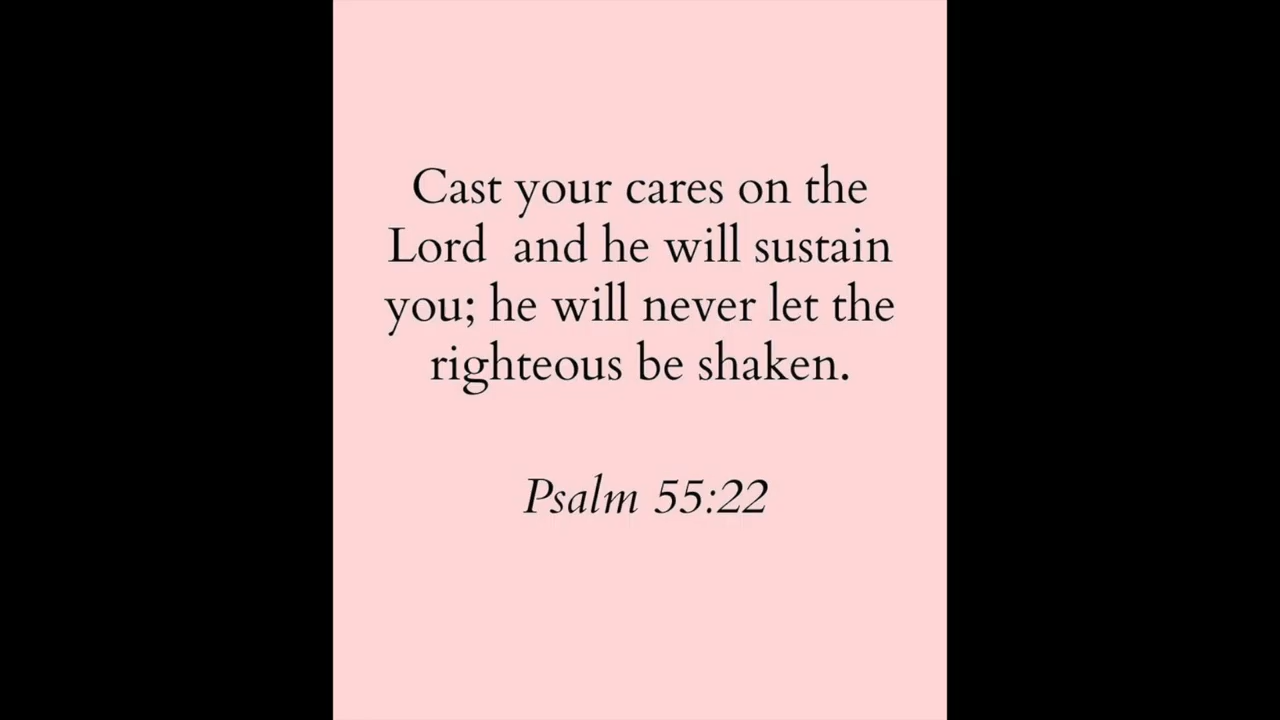 Cast your cares on the
Lord  and he will sustain
you; he will never let the
righteous be shaken.
Psalm 55:22